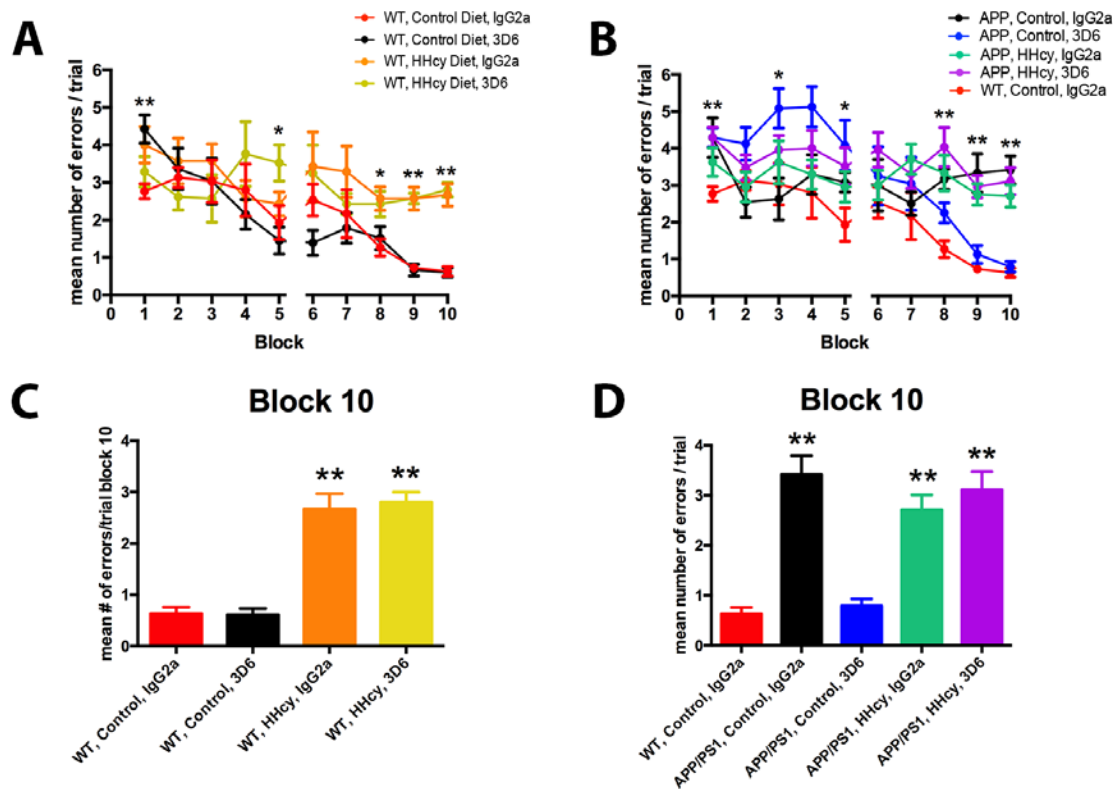 A
WT, Control Diet, IgG2a
WT, Control Diet, 3D6
WT, HHcy Diet, IgG2a
WT, HHcy Diet, 3D6
mean number of errors / trial
6
5
4
3
2
1
0
**
*
*
**
**
0 1 2 3 4 5 6 7 8 9 10
Block
B
APP, Control, IgG2a
APP, Control, 3D6
APP, HHcy, IgG2a
APP, HHcy, 3D6
WT, Control, IgG2a
mean number of errors / trial
6
5
4
3
2
1
0
**
*
*
**
**
**
0 1 2 3 4 5 6 7 8 9 10
Block
C
Block 10
mean # of errors/trial block 10
4
3
2
1
0
** **
WT, Control, IgG2a
WT, Control, 3D6
WT, HHcy, IgG2a
WT, HHcy, 3D6
D
Block 10
mean number of errors / trial
4
3
2
1
0
** ** **
WT, Control, IgG2a
APP/PS1, Control, IgG2a
APP/PS1, Control, 3D6
APP/PS1, HHcy, IgG2a
APP/PS1, HHcy, 3D6